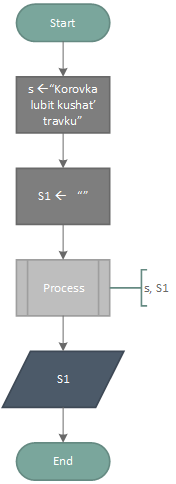 Start
s ←“Korovka
lubit kushat’
travku”
S1 ← “”
Process
s, S1
S1
End